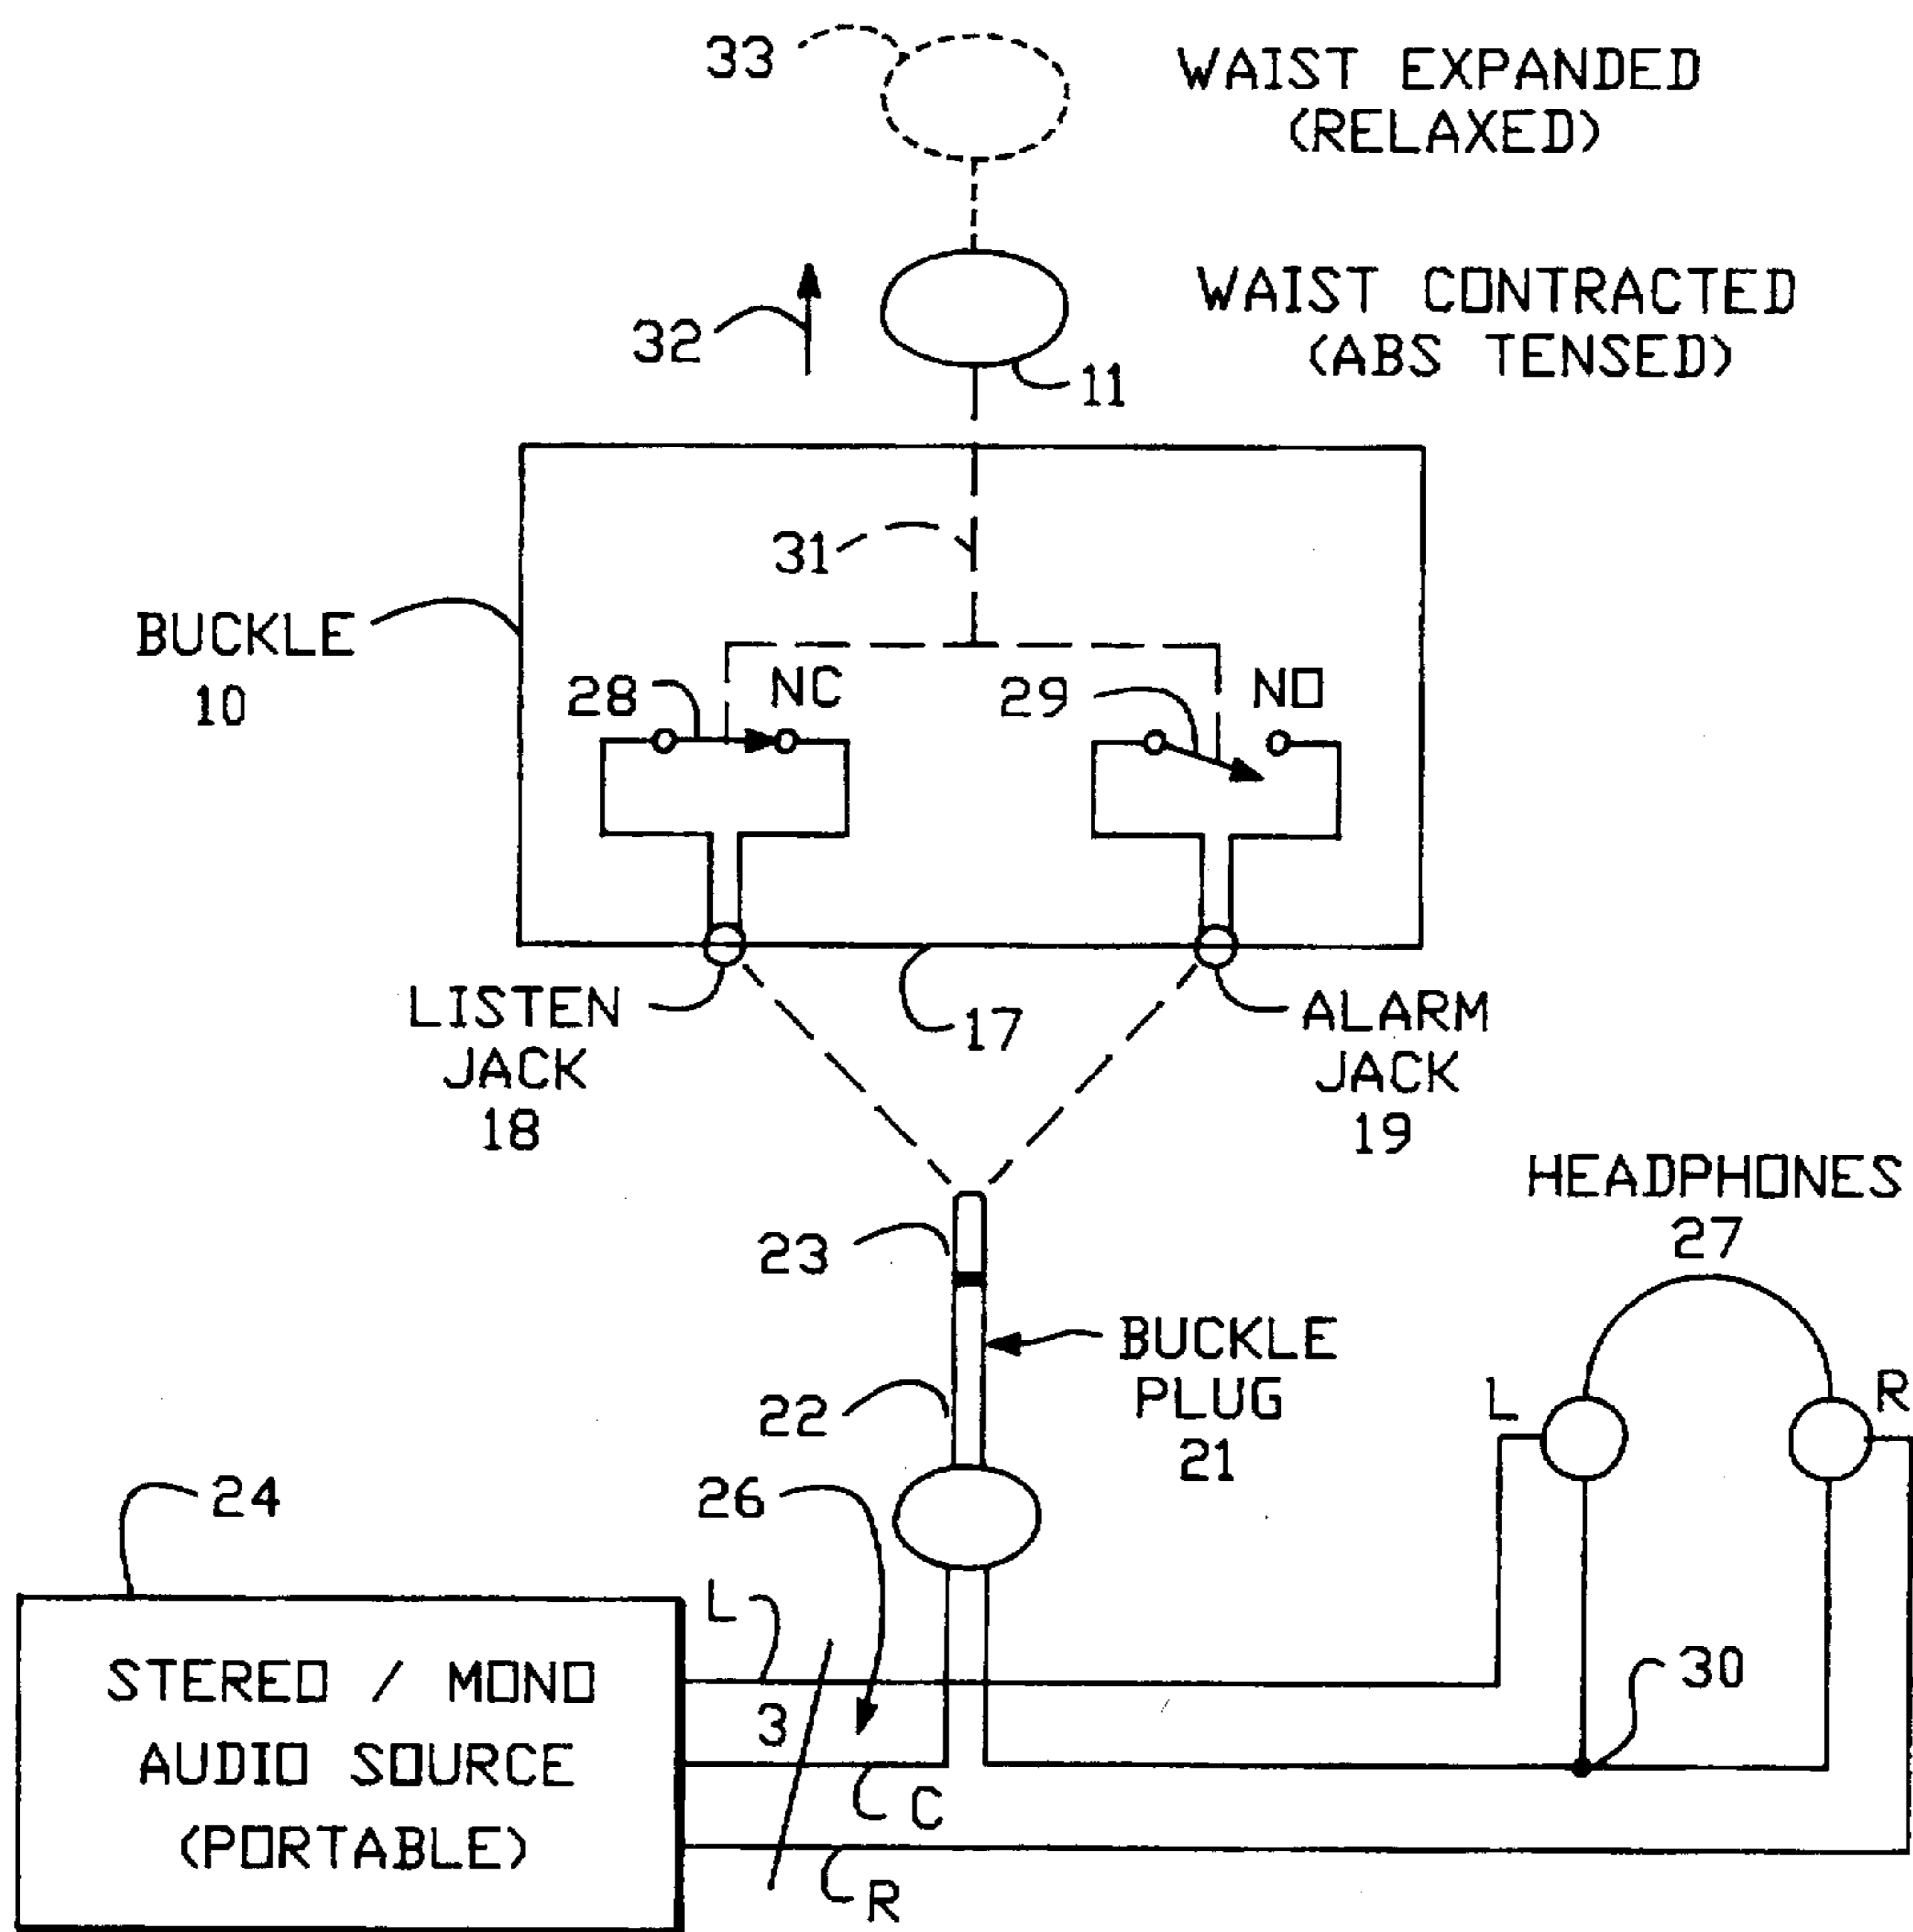 33
WAIST EXPANDED
(RELAXED)
32
WAIST CONTRACTED
(ABS TENSED)
11
31
BUCKLE
10
28
NC
29
NO
LISTEN
JACK
18
17
ALARM
JACK
19
HEADPHONES
27
23
BUCKLE
PLUG
21
22
L
R
24
26
L
STEREO / MONO
AUDIO SOURCE
(PORTABLE)
3
C
R
30